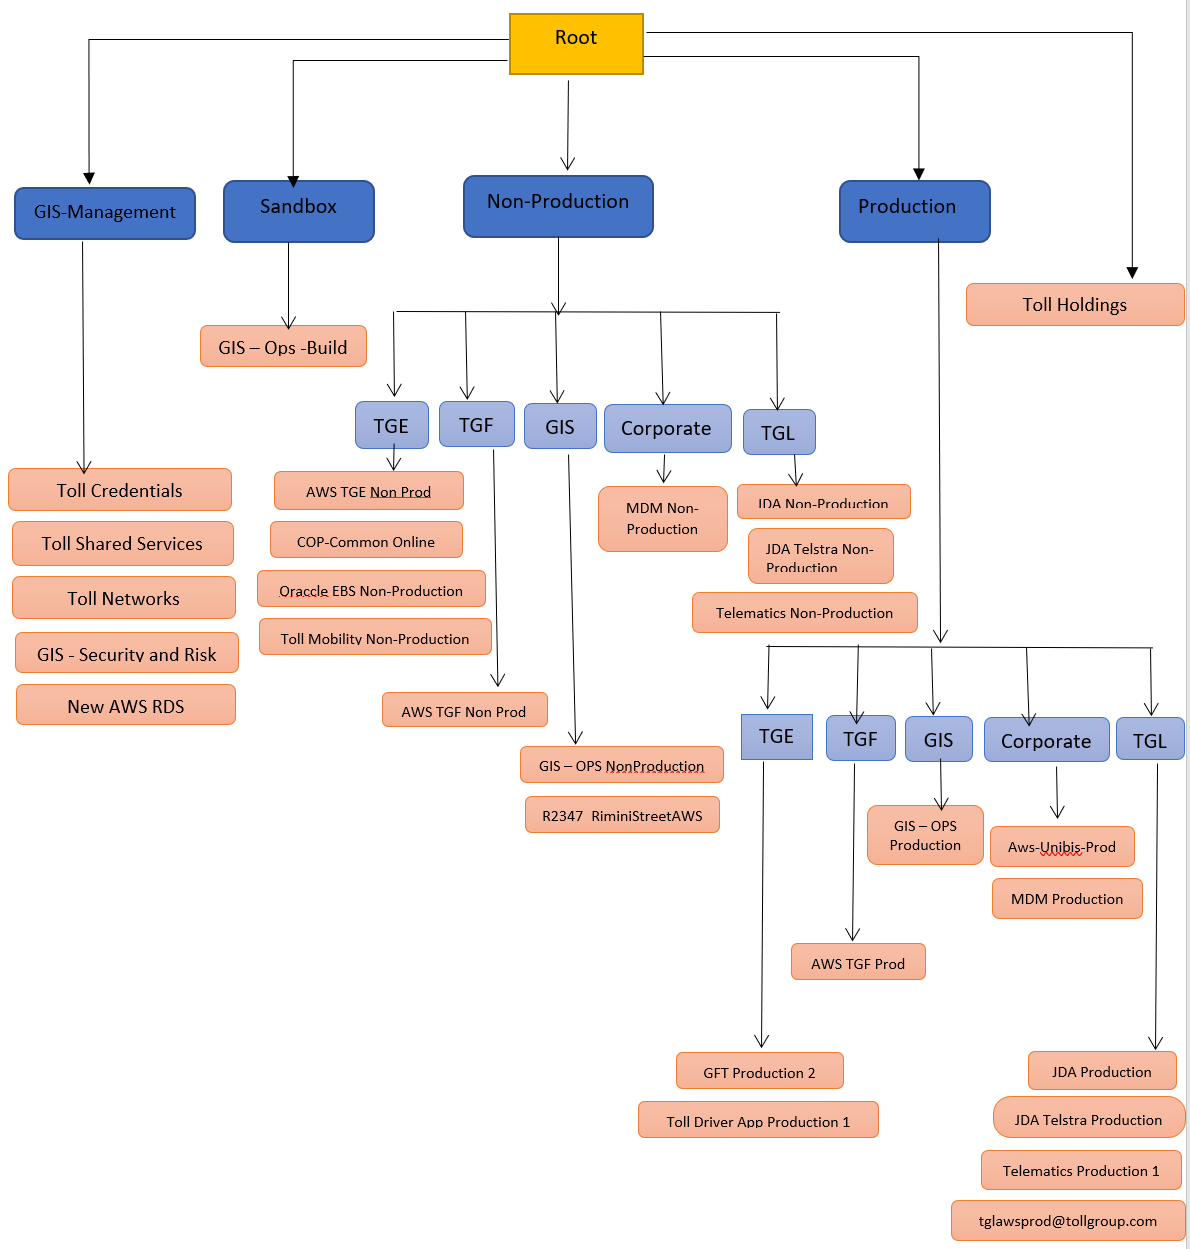 Root
GIS-Management
Sandbox
Non-Production
Production
Toll Holdings
GIS – Ops -Build
TGE
TGF
GIS
Corporate
TGL
Toll Credentials
Toll Shared Services
Toll Networks
GIS - Security and Risk
New AWS RDS
AWS TGE Non Prod
COP-Common Online
Oraccle EBS Non-Production
Toll Mobility Non-Production
AWS TGF Non Prod
GIS – OPS NonProduction
R2347  RiminiStreetAWS
MDM Non-
Production
JDA Non-Production
JDA Telstra Non-
Production
Telematics Non-Production
TGE
TGF
GIS
Corporate
TGL
GIS – OPS
Production
Aws-Unibis-Prod
MDM Production
AWS TGF Prod
GFT Production 2
Toll Driver App Production 1
JDA Production
JDA Telstra Production
Telematics Production 1
tglawsprod@tollgroup.com